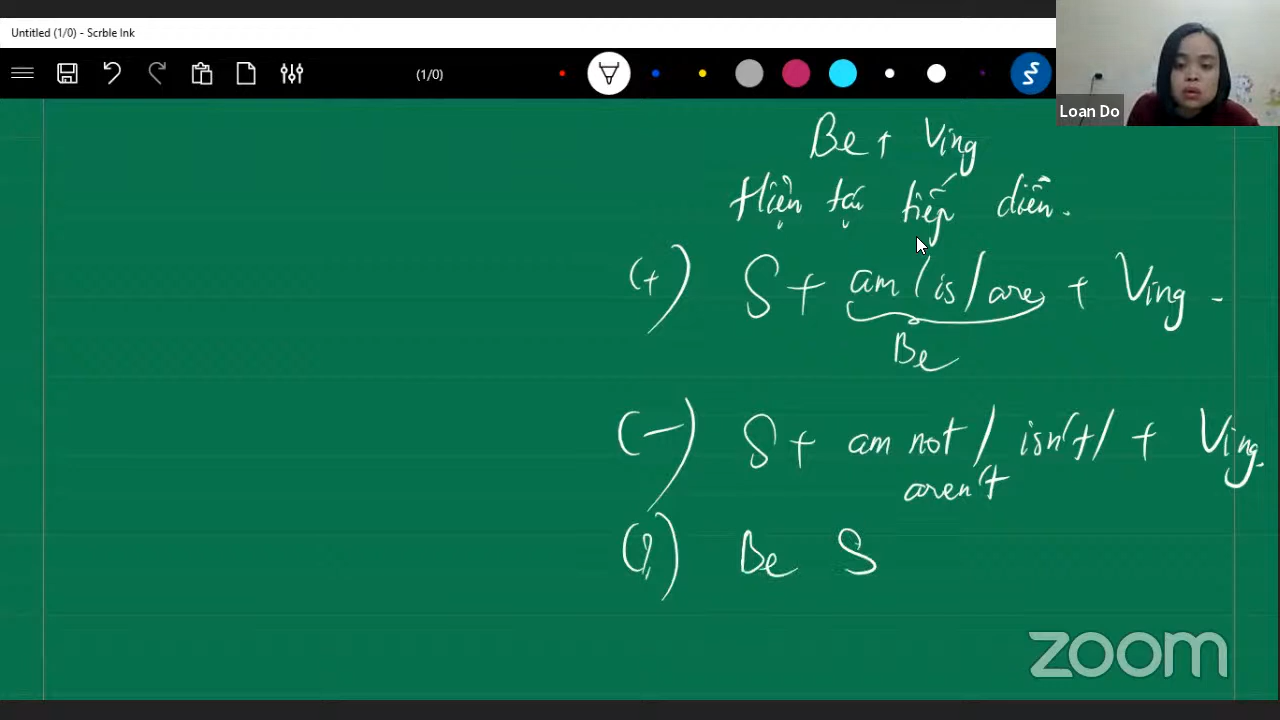 Untitled (1/0) - Scrble Ink
(1/0)
Loan Do
Be + Ving
Hiện tại tiếp diễn.
(+) S + am / is / are + Ving -
Be
(-) S + am not / isn't / + Ving.
aren't
(?) Be S
zoom